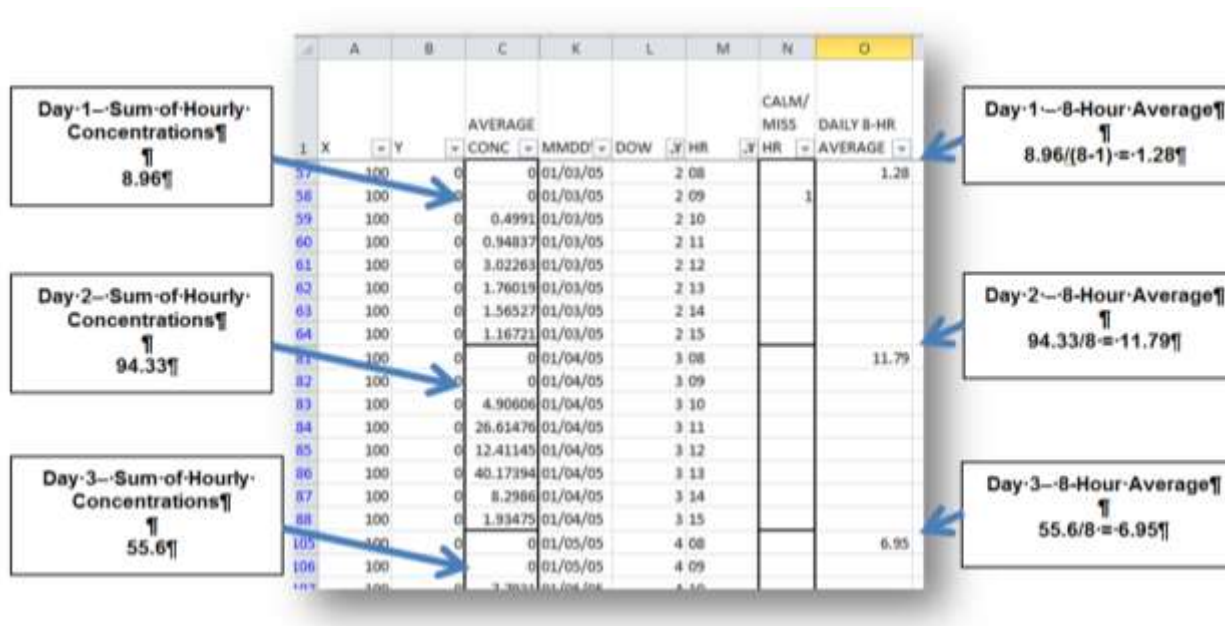 Day·1–·Sum·of·Hourly·
Concentrations¶
¶
8.96¶
Day·2–·Sum·of·Hourly·
Concentrations¶
¶
94.33¶
Day·3–·Sum·of·Hourly·
Concentrations¶
¶
55.6¶
A B C K L M N O
CALM/
AVERAGE MISS DAILY 8-HR
1 X Y CONC MMDD DOW HR HR AVERAGE
57 100 0 0 01/03/05 2 08 1.28
58 100 0 0 01/03/05 2 09 1
59 100 0 0.4991 01/03/05 2 10
60 100 0 0.94837 01/03/05 2 11
61 100 0 3.02263 01/03/05 2 12
62 100 0 1.76019 01/03/05 2 13
63 100 0 1.56527 01/03/05 2 14
64 100 0 1.16721 01/03/05 2 15
81 100 0 0 01/04/05 3 08 11.79
82 100 0 0 01/04/05 3 09
83 100 0 4.90606 01/04/05 3 10
84 100 0 26.61476 01/04/05 3 11
85 100 0 12.41145 01/04/05 3 12
86 100 0 40.17394 01/04/05 3 13
87 100 0 8.2986 01/04/05 3 14
88 100 0 1.93475 01/04/05 3 15
105 100 0 0 01/05/05 4 08 6.95
106 100 0 0 01/05/05 4 09
Day·1·–·8-Hour·Average¶
¶
8.96/(8-1)·=·1.28¶
Day·2·–·8-Hour·Average¶
¶
94.33/8·=·11.79¶
Day·3–·8-Hour·Average¶
¶
55.6/8·=·6.95¶